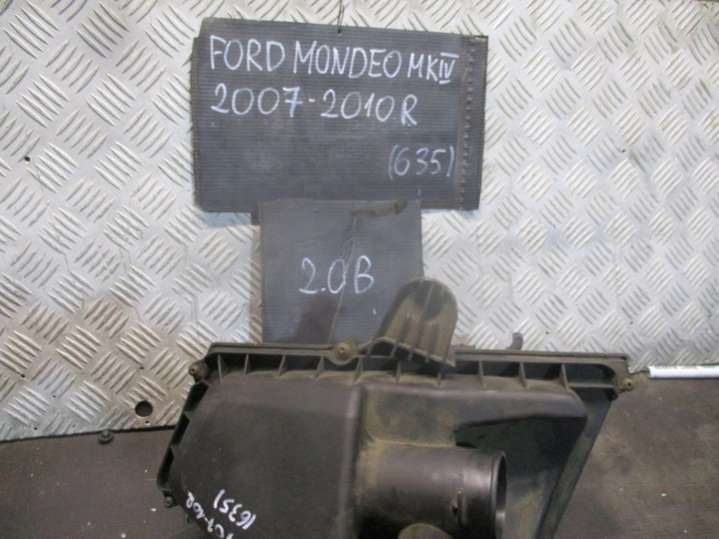 FORD MONDEO MKIV
2007-2010R
(635)
2.0B
(635)